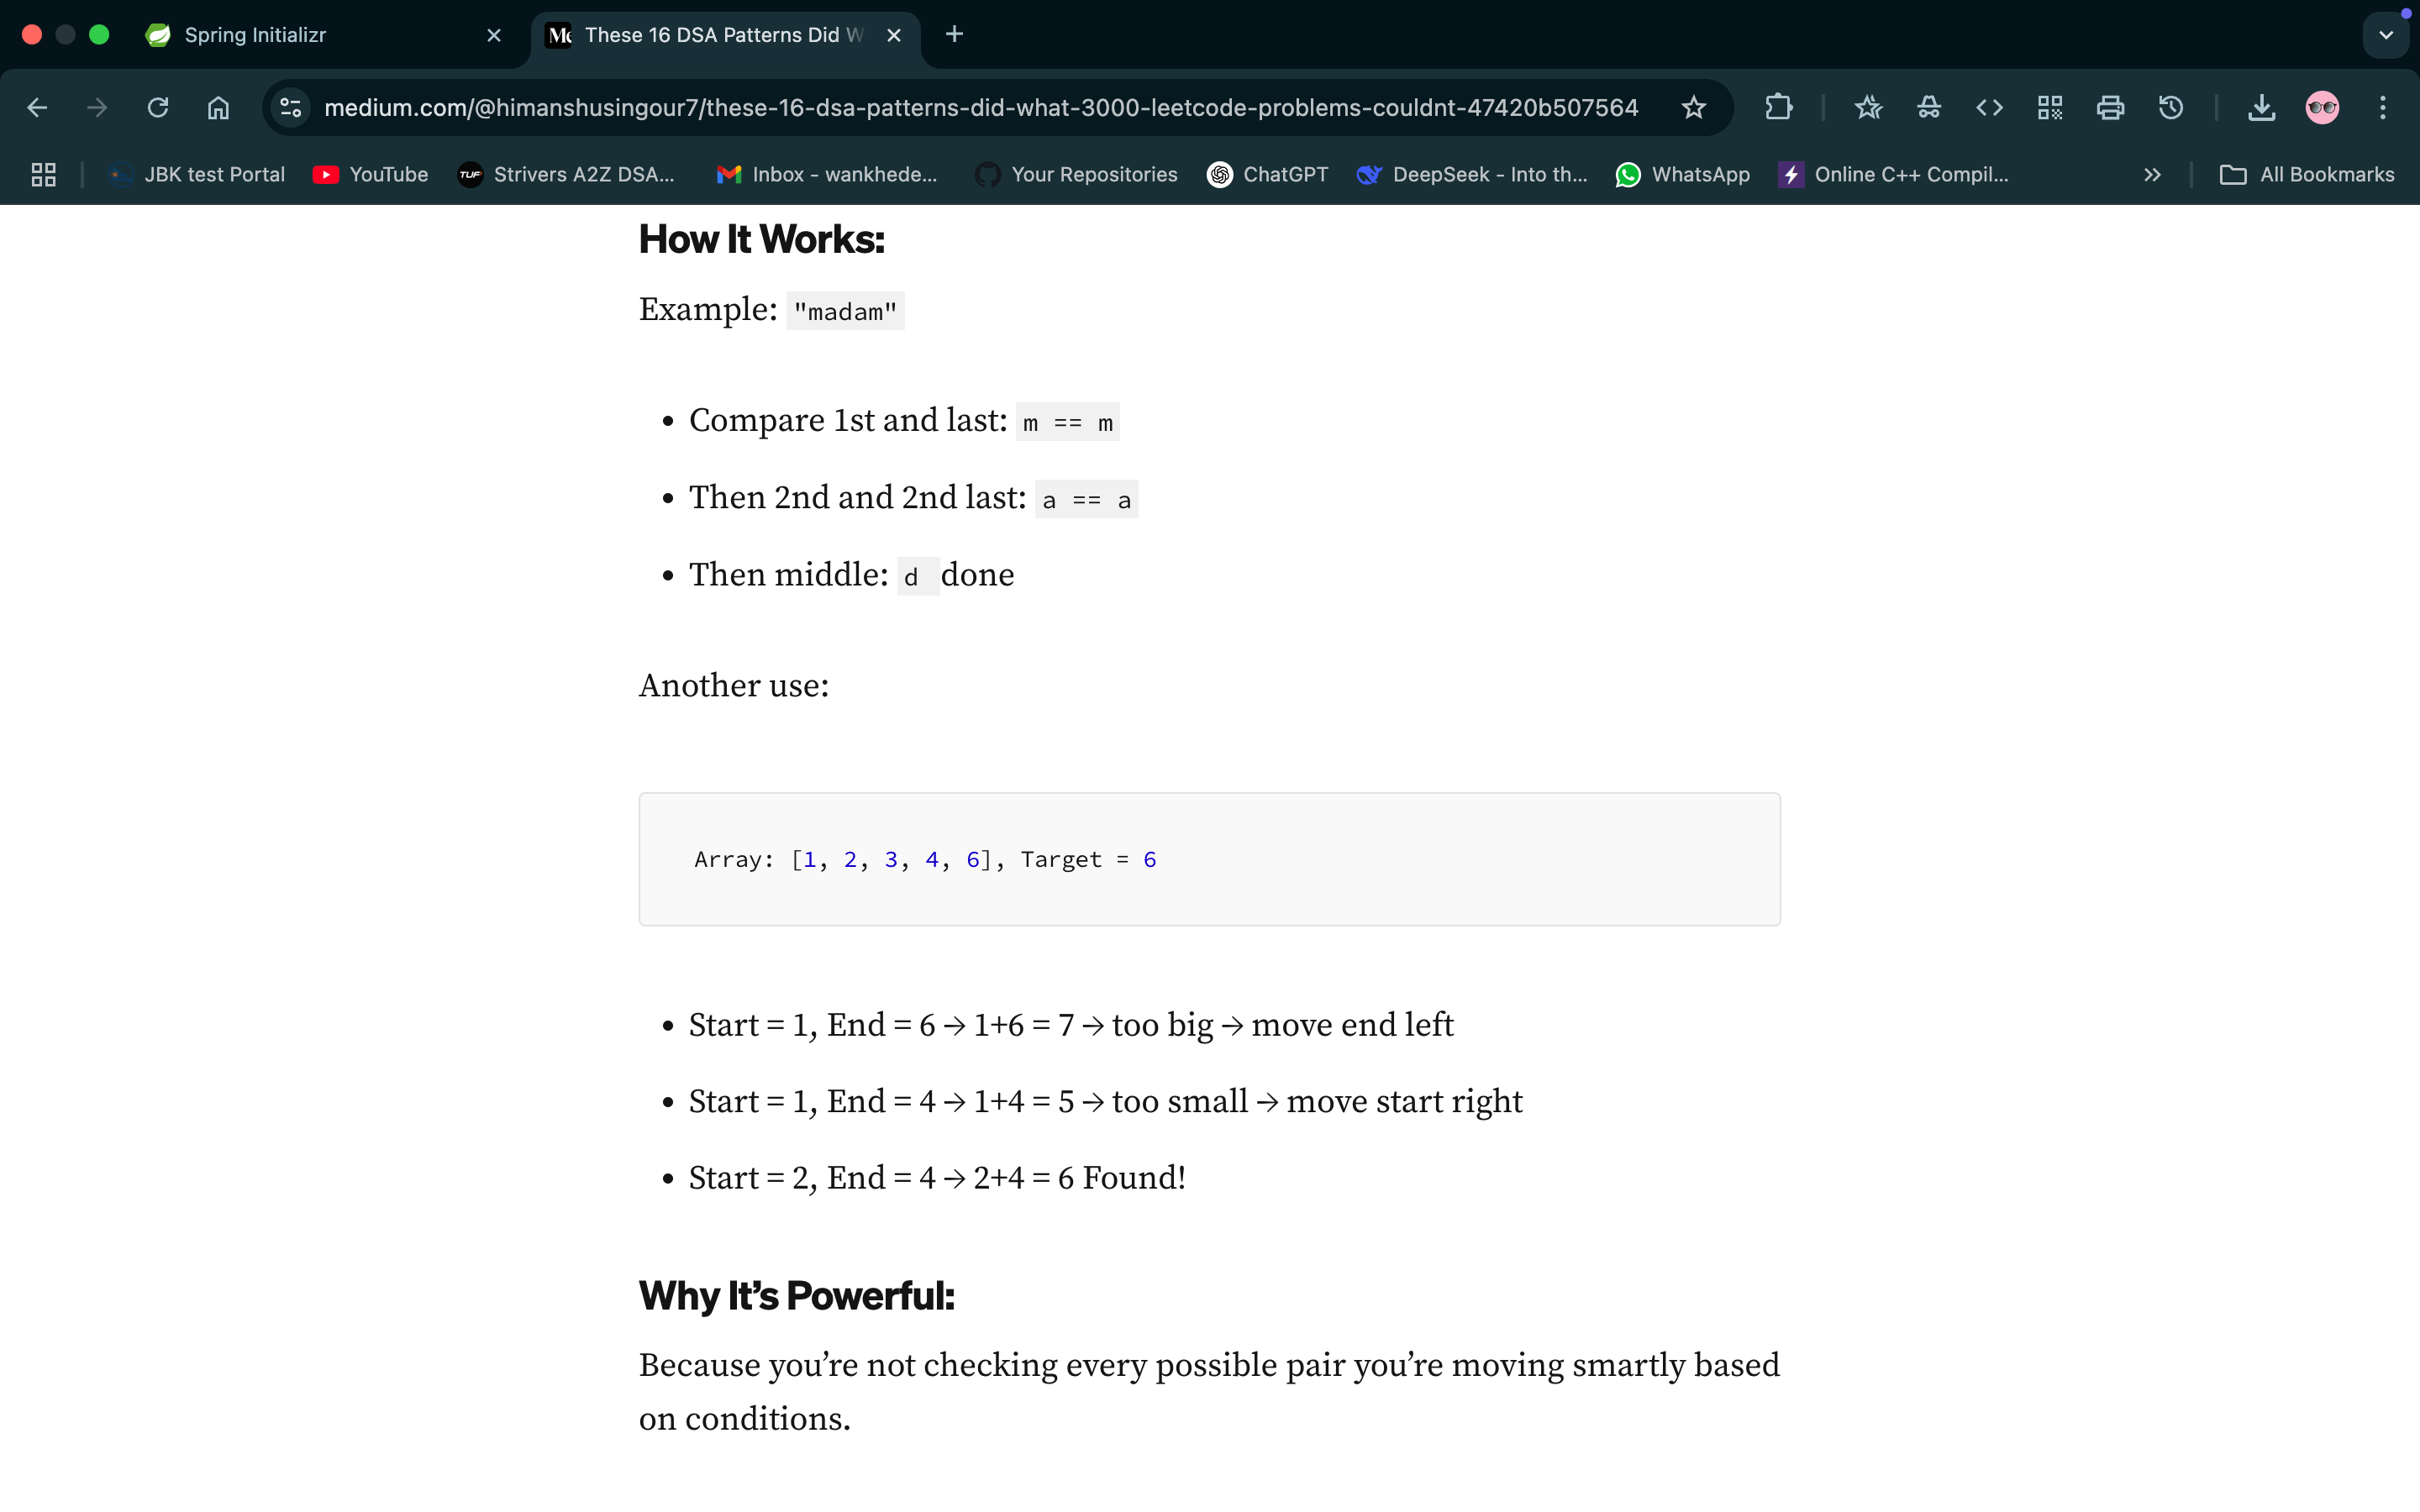 Spring Initializr
These 16 DSA Patterns Did W
medium.com/@himanshusingour7/these-16-dsa-patterns-did-what-3000-leetcode-problems-couldnt-47420b507564
JBK test Portal YouTube TUF Strivers A2Z DSA... Inbox - wankhede... Your Repositories ChatGPT DeepSeek - Into th... WhatsApp Online C++ Compil... » All Bookmarks
How It Works:
Example: "madam"
• Compare 1st and last: m == m
• Then 2nd and 2nd last: a == a
• Then middle: d done
Another use:
Array: [1, 2, 3, 4, 6], Target = 6
• Start = 1, End = 6 → 1+6 = 7 → too big → move end left
• Start = 1, End = 4 → 1+4 = 5 → too small → move start right
• Start = 2, End = 4 → 2+4 = 6 Found!
Why It’s Powerful:
Because you’re not checking every possible pair you’re moving smartly based
on conditions.